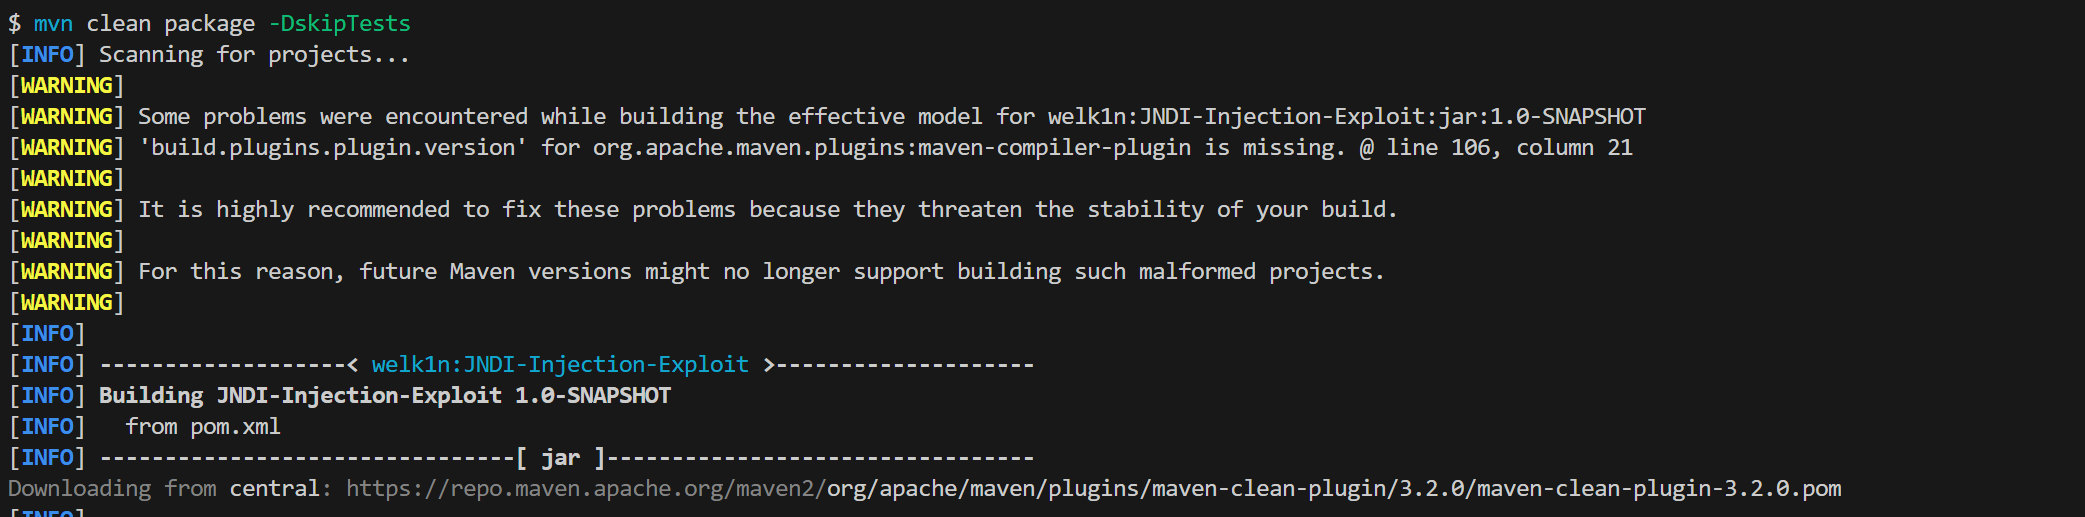 $ mvn clean package -DskipTests
[INFO] Scanning for projects...
[WARNING]
[WARNING] Some problems were encountered while building the effective model for welk1n:JNDI-Injection-Exploit:jar:1.0-SNAPSHOT
[WARNING] 'build.plugins.plugin.version' for org.apache.maven.plugins:maven-compiler-plugin is missing. @ line 106, column 21
[WARNING]
[WARNING] It is highly recommended to fix these problems because they threaten the stability of your build.
[WARNING]
[WARNING] For this reason, future Maven versions might no longer support building such malformed projects.
[WARNING]
[INFO]
[INFO] -------------------< welk1n:JNDI-Injection-Exploit >--------------------
[INFO] Building JNDI-Injection-Exploit 1.0-SNAPSHOT
[INFO]   from pom.xml
[INFO] --------------------------------[ jar ]---------------------------------
Downloading from central: https://repo.maven.apache.org/maven2/org/apache/maven/plugins/maven-clean-plugin/3.2.0/maven-clean-plugin-3.2.0.pom
[INFO]